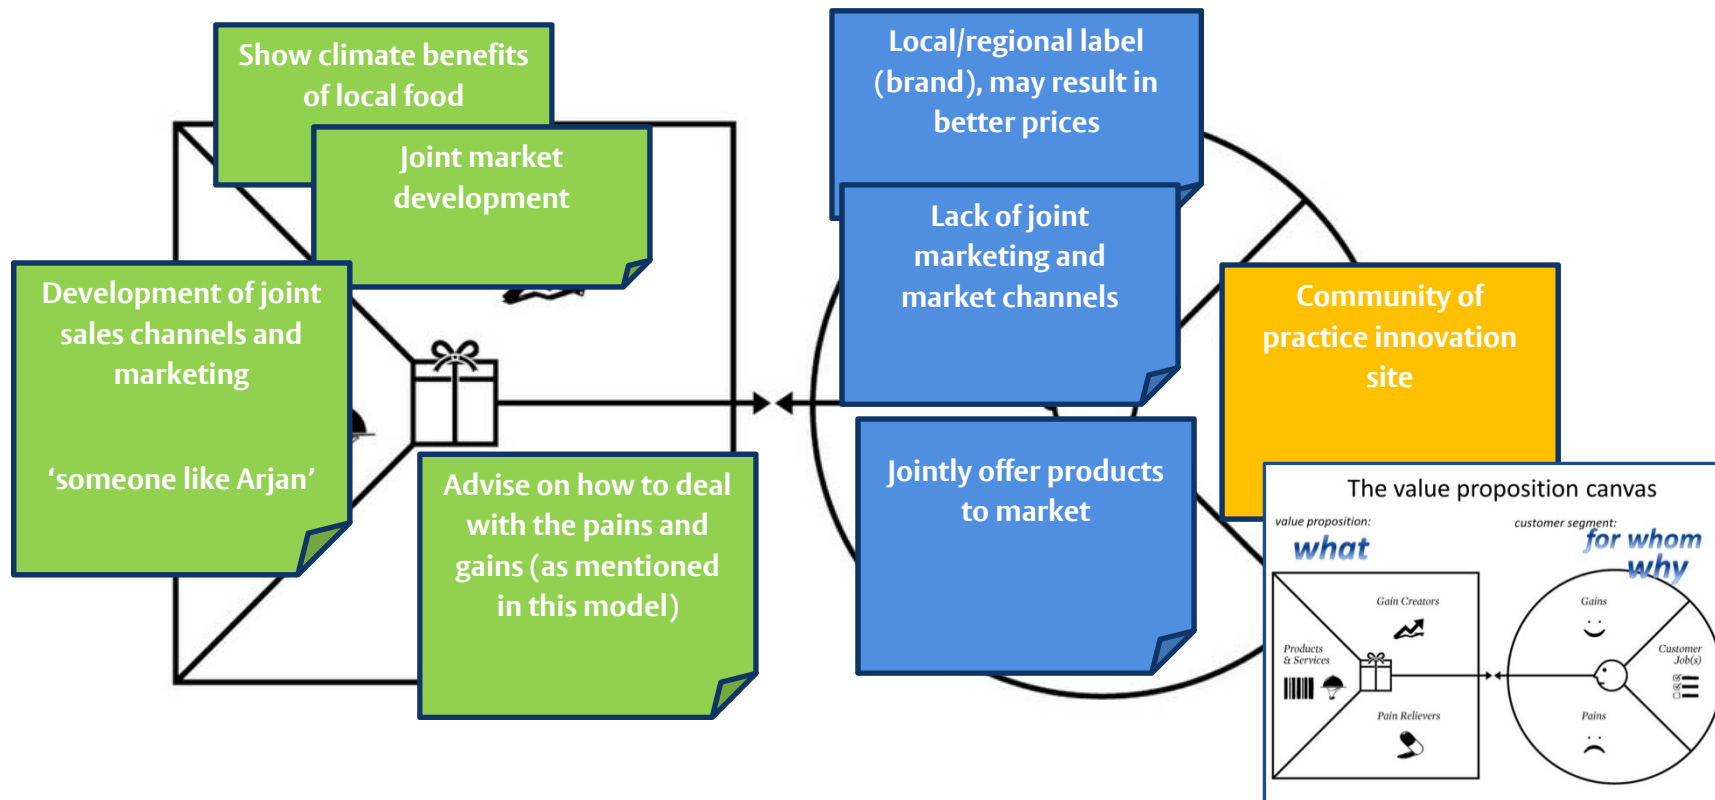 Show climate benefits
of local food
Joint market
development
Development of joint
sales channels and
marketing
‘someone like Arjan’
Advise on how to deal
with the pains and
gains (as mentioned
in this model)
Local/regional label
(brand), may result in
better prices
Lack of joint
marketing and
market channels
Jointly offer products
to market
Community of
practice innovation
site
The value proposition canvas
value proposition:
what
customer segment:
for whom
why
Gain Creators
Products
& Services
Pain Relievers
Gains
Customer
Job(s)
Pains